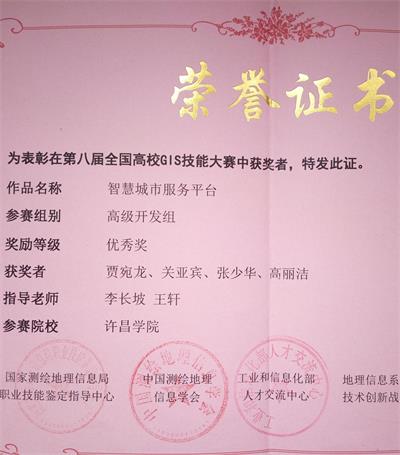 荣誉证书
为表彰在第八届全国高校GIS技能大赛中获奖者，特发此证。
作品名称 智慧城市服务平台
参赛组别 高级开发组
奖励等级 优秀奖
获奖者 贾宛龙、关亚宾、张少华、高丽洁
指导老师 李长坡 王轩
参赛院校 许昌学院
国家测绘地理信息局 中国测绘地理 工业和信息化部 地理信息系
职业技能鉴定指导中心 信息学会 人才交流中心 技术创新战